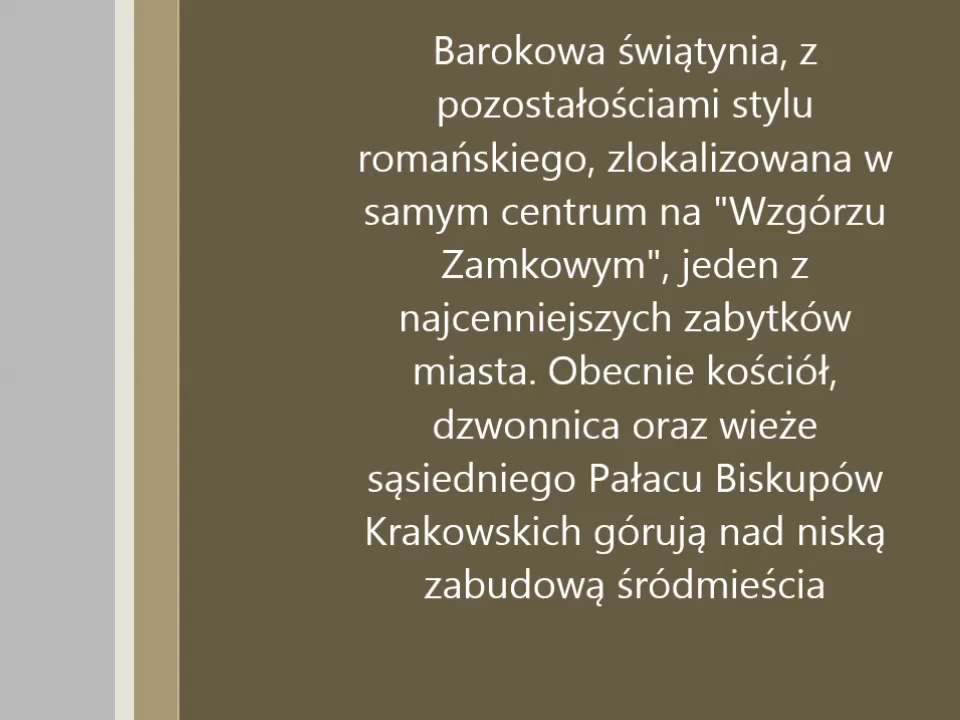 Barokowa świątynia, z
pozostałościami stylu
romańskiego, zlokalizowana w
samym centrum na "Wzgórzu
Zamkowym", jeden z
najcenniejszych zabytków
miasta. Obecnie kościół,
dzwonnica oraz wieże
sąsiedniego Pałacu Biskupów
Krakowskich górują nad niską
zabudową śródmieścia